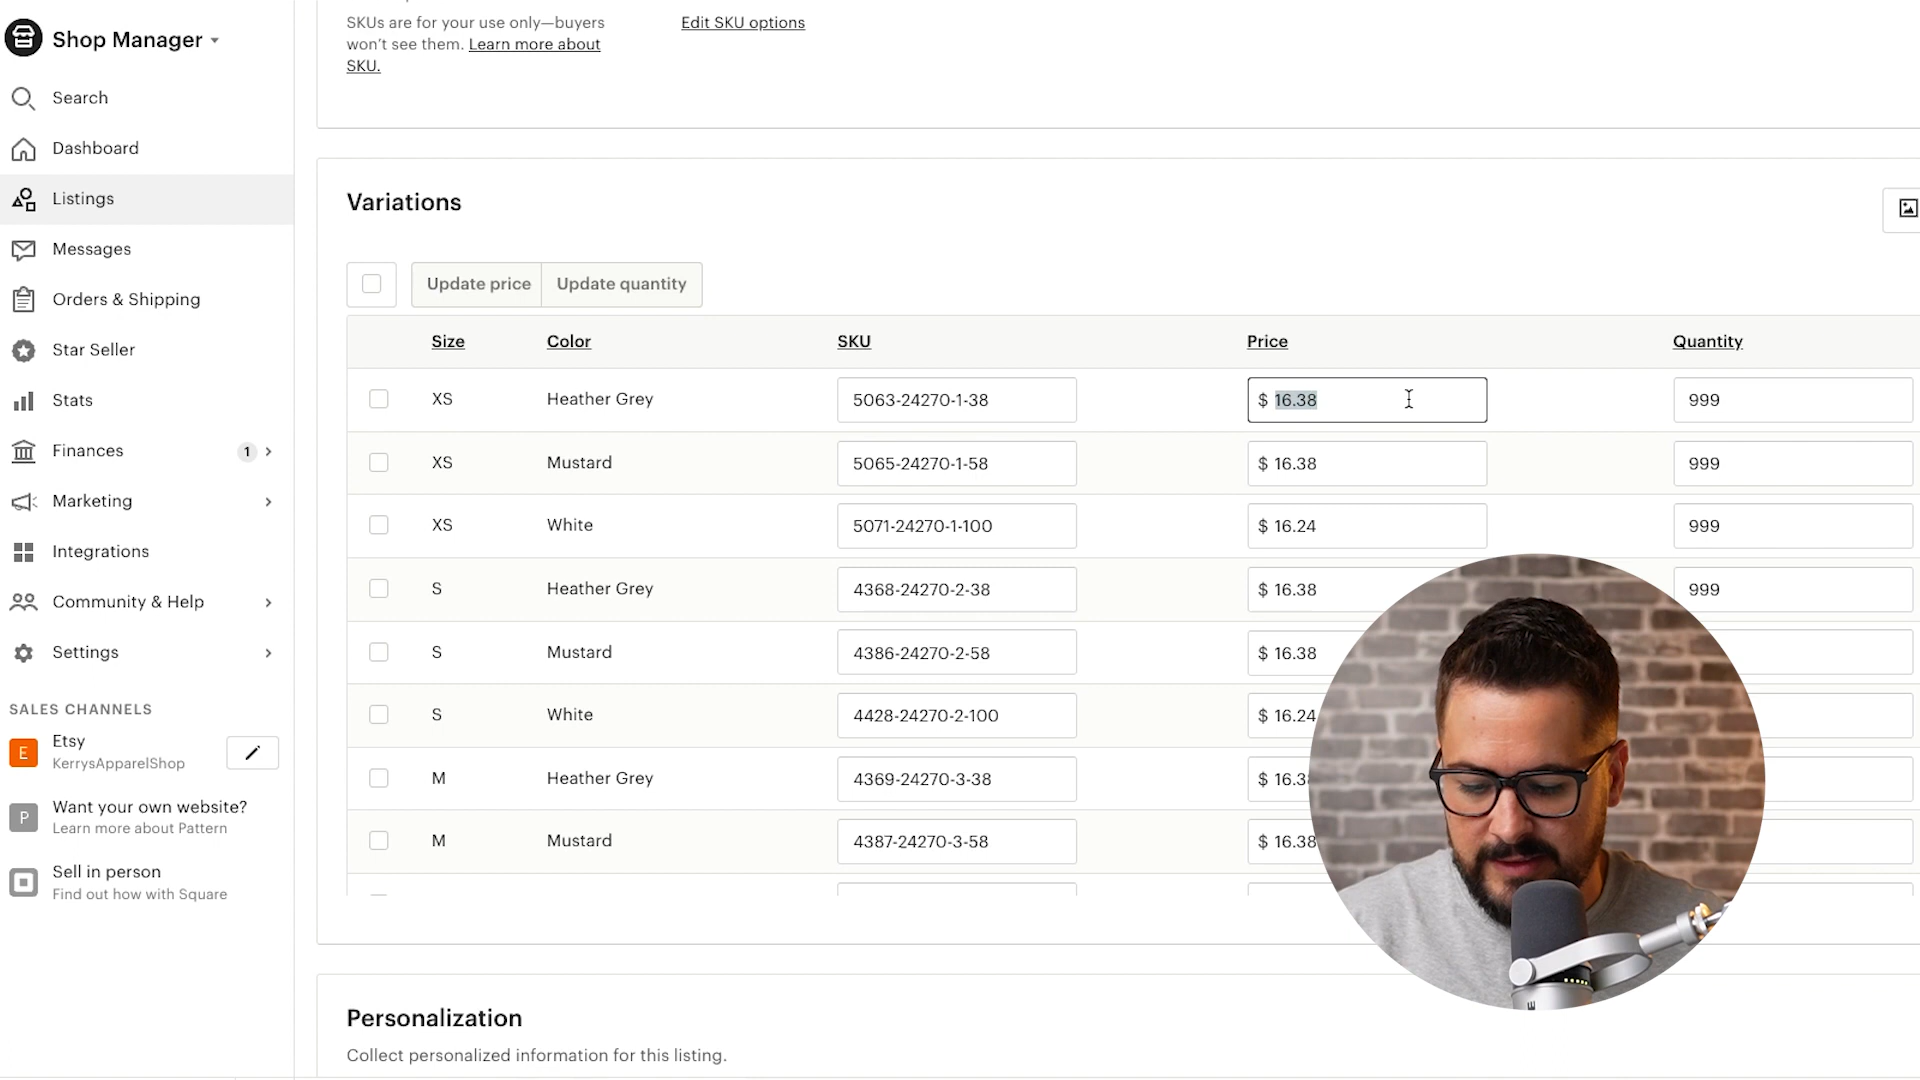 Shop Manager
Search
Dashboard
Listings
Messages
Orders & Shipping
Star Seller
Stats
Finances 1
Marketing
Integrations
Community & Help
Settings
SALES CHANNELS
E
Etsy
KerrysApparelShop
P
Want your own website?
Learn more about Pattern
Sell in person
Find out how with Square
SKUs are for your use only—buyers
won't see them. Learn more about
SKU.
Edit SKU options
Variations
Update price Update quantity
Size Color SKU Price Quantity
XS Heather Grey 5063-24270-1-38 $ 16.38 999
XS Mustard 5065-24270-1-58 $ 16.38 999
XS White 5071-24270-1-100 $ 16.24 999
S Heather Grey 4368-24270-2-38 $ 16.38 999
S Mustard 4386-24270-2-58 $ 16.38
S White 4428-24270-2-100 $ 16.24
M Heather Grey 4369-24270-3-38 $ 16.38
M Mustard 4387-24270-3-58 $ 16.38
Personalization
Collect personalized information for this listing.